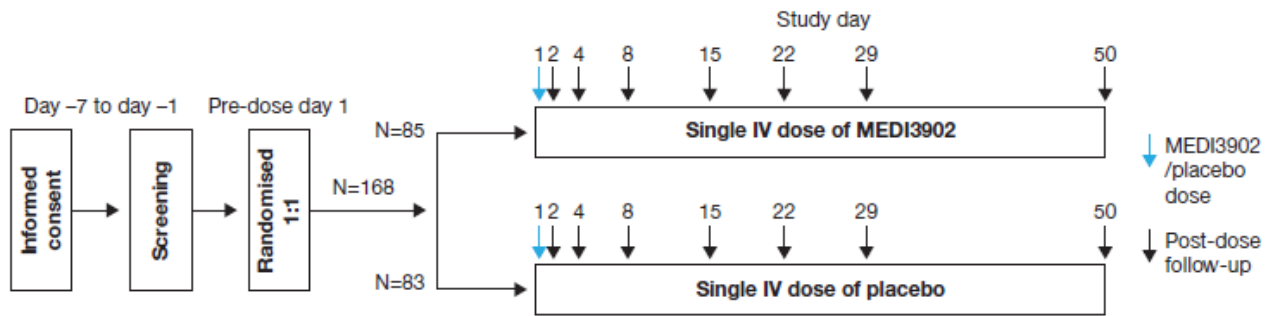 Study day
1 2 4 8 15 22 29 50
Day –7 to day –1
Pre-dose day 1
Informed
consent
Screening
Randomised
1:1
N=168
N=85
Single IV dose of MEDI3902
N=83
1 2 4 8 15 22 29 50
Single IV dose of placebo
MEDI3902
/placebo
dose
Post-dose
follow-up